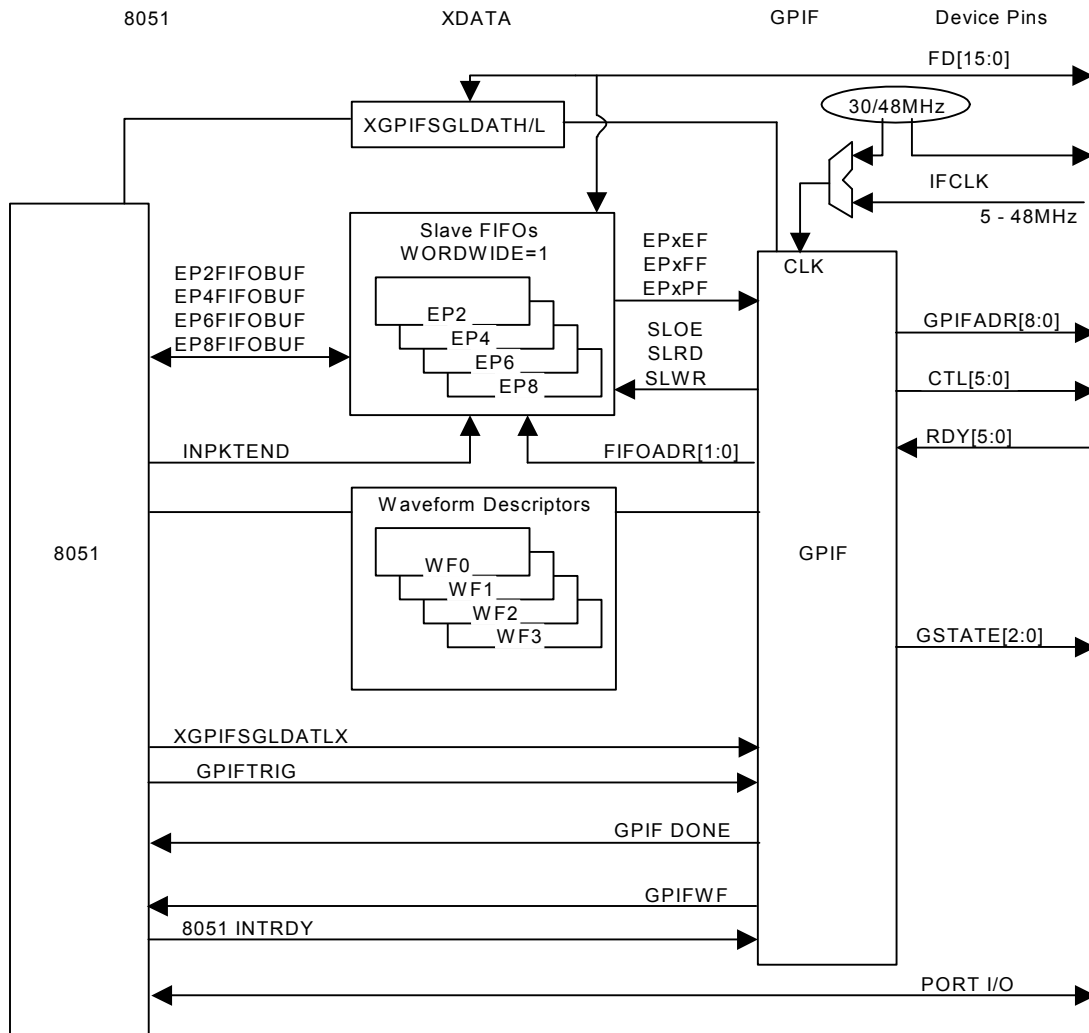 8051 XDATA GPIF Device Pins
FD[15:0]
30/48MHz
XGPIFSGLDATH/L
IFCLK
5 - 48MHz
Slave FIFOs
WORDWIDE=1
EP2
EP4
EP6
EP8
EP2FIFOBUF
EP4FIFOBUF
EP6FIFOBUF
EP8FIFOBUF
EPxEF
EPxFF
EPxPF
SLOE
SLRD
SLWR
CLK
GPIFADR[8:0]
CTL[5:0]
RDY[5:0]
INPKTEND
FIFOADR[1:0]
Waveform Descriptors
WF0
WF1
WF2
WF3
8051
GPIF
GSTATE[2:0]
XGPIFSGLDATLX
GPIFTRIG
GPIF DONE
GPIFWF
8051 INTRDY
PORT I/O